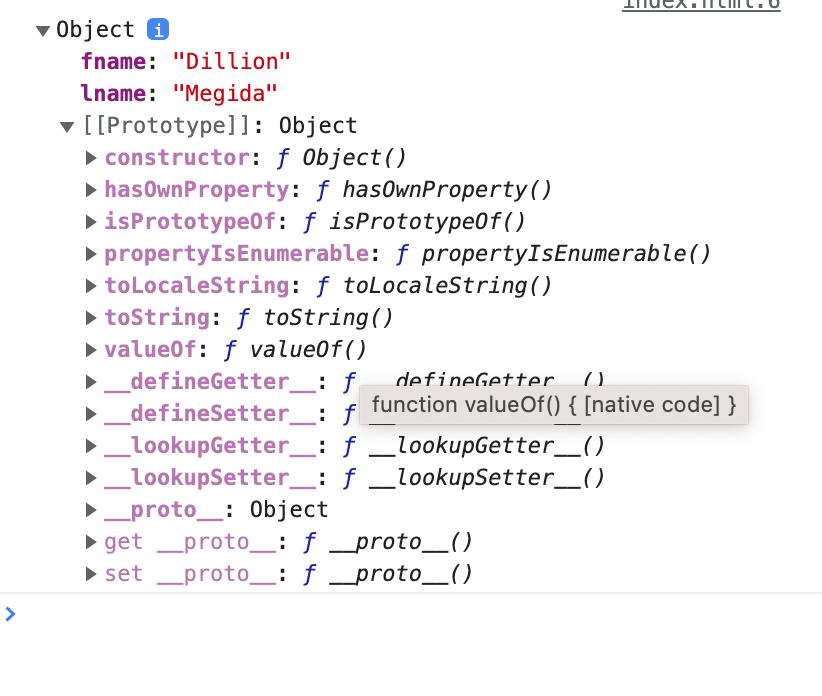 index.html:6
Object i
fname: "Dillion"
lname: "Megida"
[[Prototype]]: Object
constructor: ƒ Object()
hasOwnProperty: ƒ hasOwnProperty()
isPrototypeOf: ƒ isPrototypeOf()
propertyIsEnumerable: ƒ propertyIsEnumerable()
toLocaleString: ƒ toLocaleString()
toString: ƒ toString()
valueOf: ƒ valueOf()
__defineGetter__: ƒ __defineGetter__()
function valueOf() { [native code] }
__defineSetter__: ƒ
__lookupGetter__: ƒ __lookupGetter__()
__lookupSetter__: ƒ __lookupSetter__()
__proto__: Object
get __proto__: ƒ __proto__()
set __proto__: ƒ __proto__()